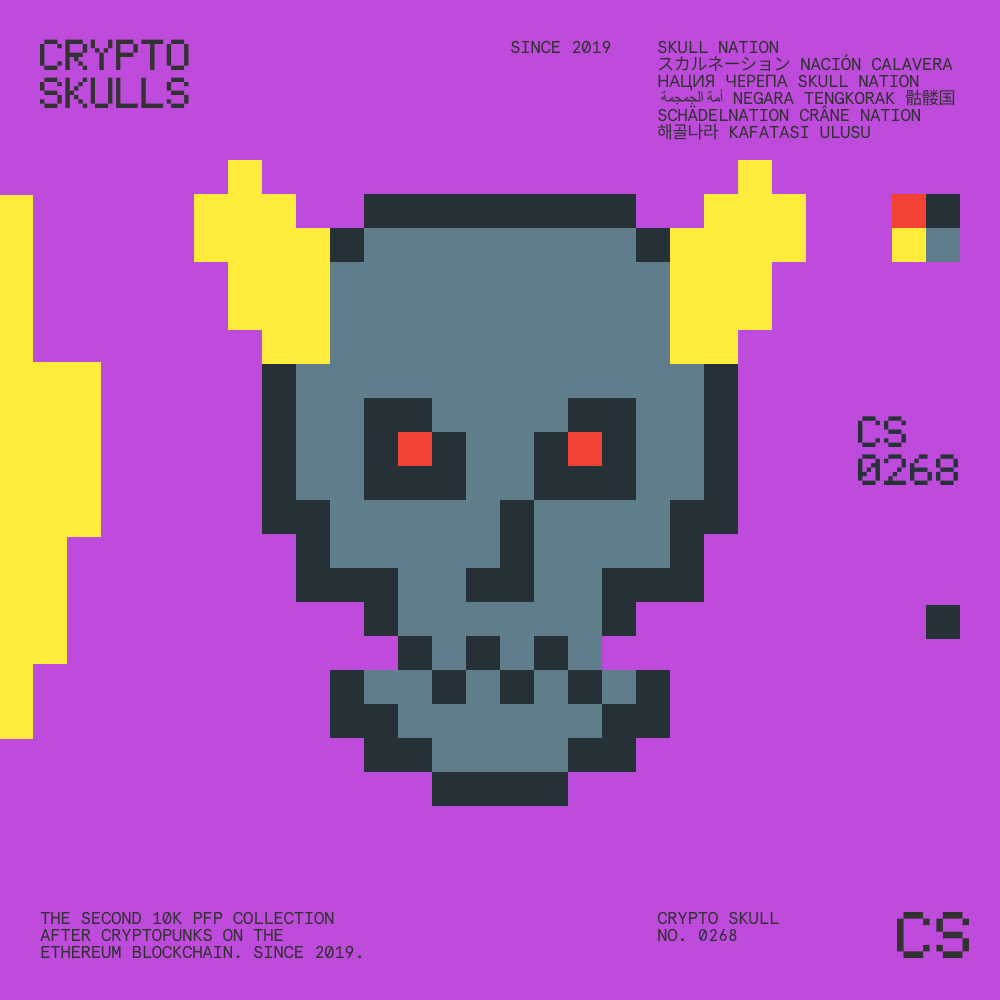 CRYPTO
SKULLS
SINCE 2019
SKULL NATION
スカルネーション NACIÓN CALAVERA
НАЦИЯ ЧЕРЕПА SKULL NATION
أمة الجمجمة NEGARA TENGKORAK 骷髅国
SCHÄDELNATION CRÂNE NATION
해골나라 KAFATASI ULUSU
CS
0268
THE SECOND 10K PFP COLLECTION
AFTER CRYPTOPUNKS ON THE
ETHEREUM BLOCKCHAIN. SINCE 2019.
CRYPTO SKULL
NO. 0268
CS